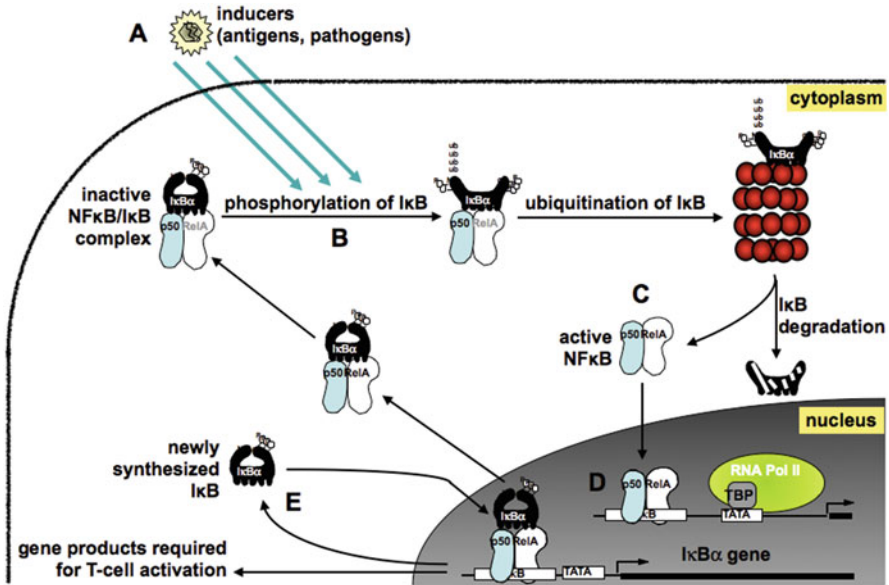 A
inducers
(antigens, pathogens)
cytoplasm
IκBα
inactive
NFκB/IκB
complex
IκBα
p50 RelA
phosphorylation of IκB
B
IκBα
p50 RelA
ubiquitination of IκB
C
active
NFκB
p50 RelA
IκB
degradation
IκBα
p50 RelA
nucleus
newly
synthesized
IκB
IκBα
E
D
p50 RelA
κB
RNA Pol II
TBP
TATA
IκBα
p50 RelA
κB
TATA
IκBα gene
gene products required
for T-cell activation